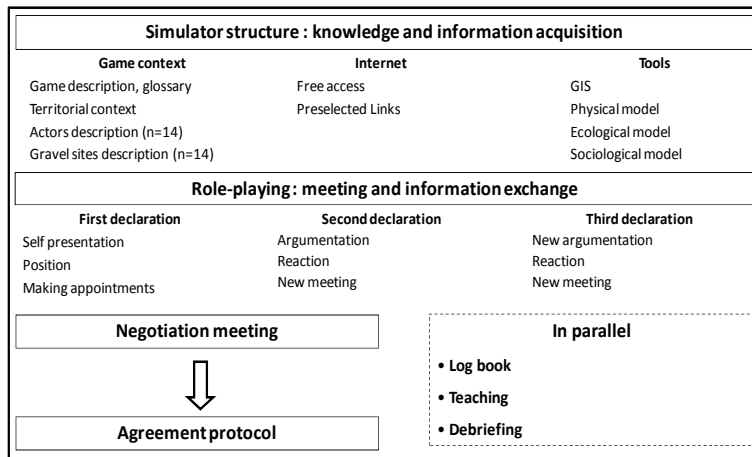 Simulator structure : knowledge and information acquisition
Game context
Game description, glossary
Territorial context
Actors description (n=14)
Gravel sites description (n=14)
Internet
Free access
Preselected Links
Tools
GIS
Physical model
Ecological model
Sociological model
Role-playing : meeting and information exchange
First declaration
Self presentation
Position
Making appointments
Second declaration
Argumentation
Reaction
New meeting
Third declaration
New argumentation
Reaction
New meeting
Negotiation meeting
Agreement protocol
In parallel
• Log book
• Teaching
• Debriefing